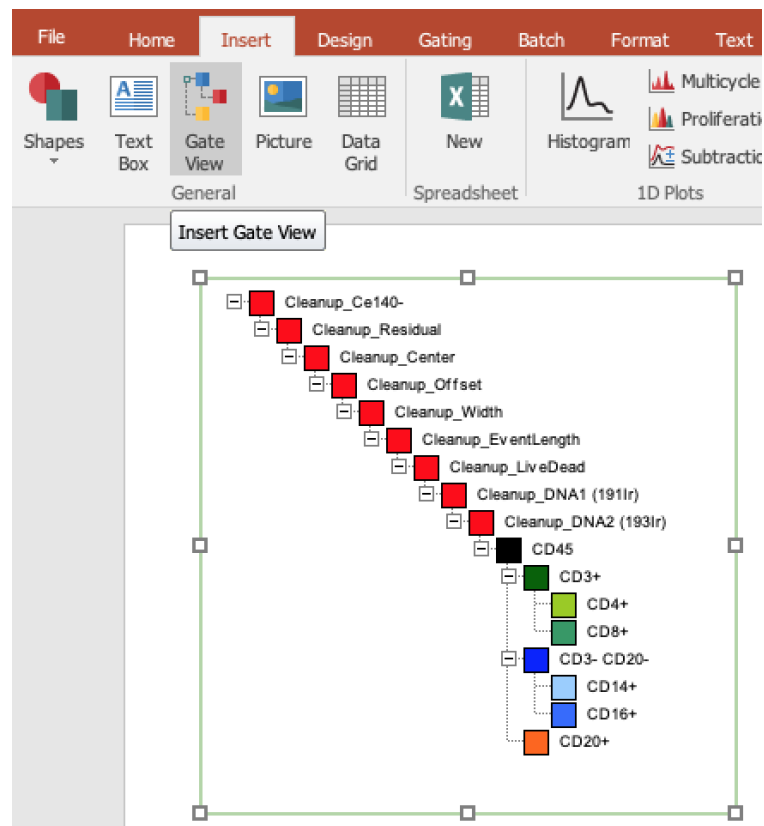 File Home Insert Design Gating Batch Format Text
Shapes
Text Box
Gate View
Picture
Data Grid
New
Histogram
Multicycle
Subtractio
General Spreadsheet 1D Plots
Insert Gate View
Cleanup_Ce140-
Cleanup_Residual
Cleanup_Center
Cleanup_Offset
Cleanup_Width
Cleanup_EventLength
Cleanup_LiveDead
Cleanup_DNA1 (191Ir)
Cleanup_DNA2 (193Ir)
CD45
CD3+
CD4+
CD8+
CD3- CD20-
CD14+
CD16+
CD20+